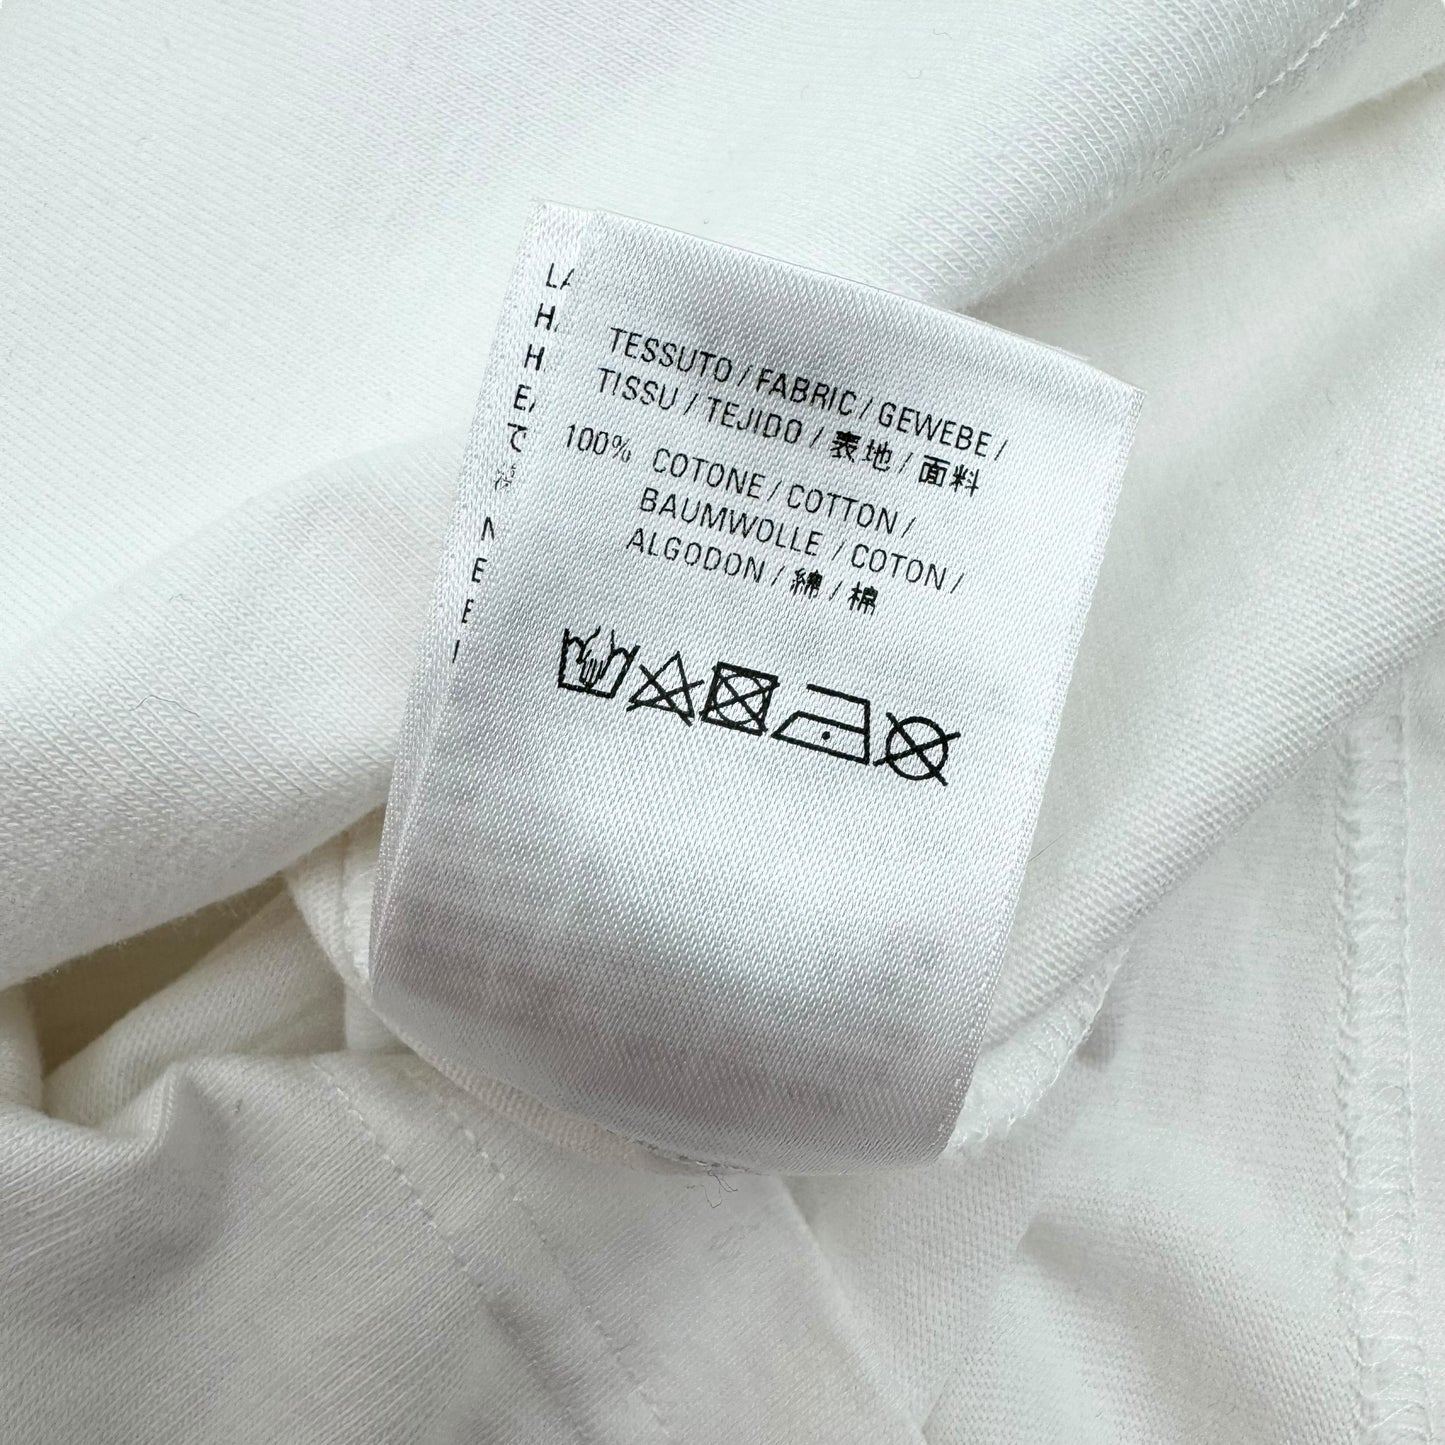 TESSUTO / FABRIC / GEWEBE /
TISSU / TEJIDO / 表地 / 面料
100% COTONE / COTTON /
BAUMWOLLE / COTON /
ALGODON / 綿 / 棉